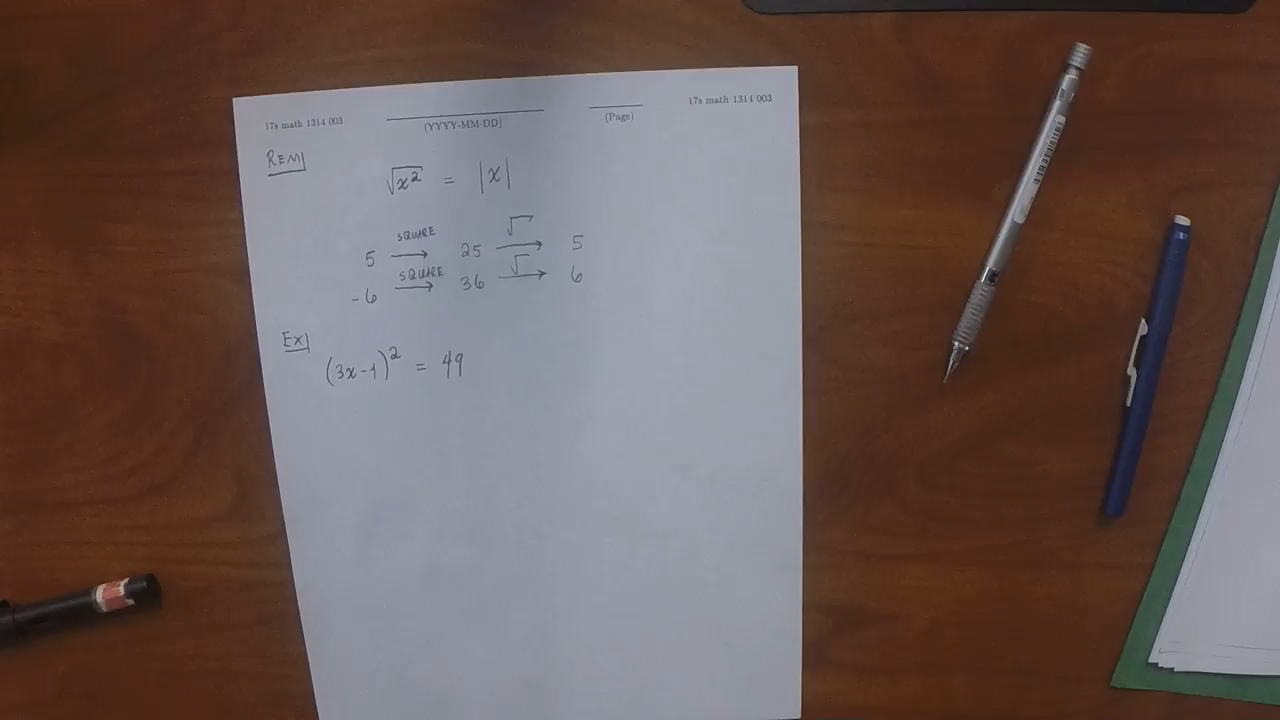 17s math 1314 003 (YYYY-MM-DD) (Page) 17s math 1314 003
REM
√x² = |x|
5 SQUARE→ 25 √→ 5
-6 SQUARE→ 36 √→ 6
Ex
(3x-1)² = 49